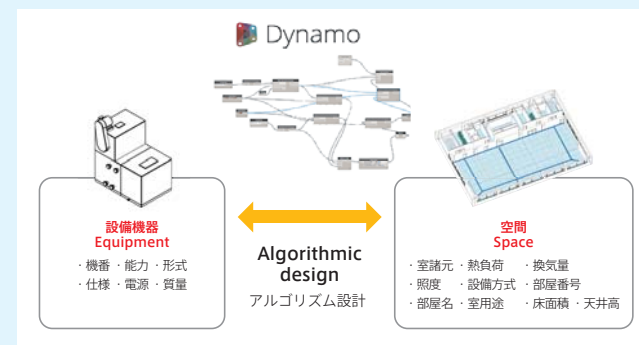 Dynamo
設備機器
Equipment
・機番 ・能力 ・形式
・仕様 ・電源 ・質量
Algorithmic
design
アルゴリズム設計
空間
Space
・室諸元 ・熱負荷 ・換気量
・照度 ・設備方式 ・部屋番号
・部屋名 ・室用途 ・床面積 ・天井高